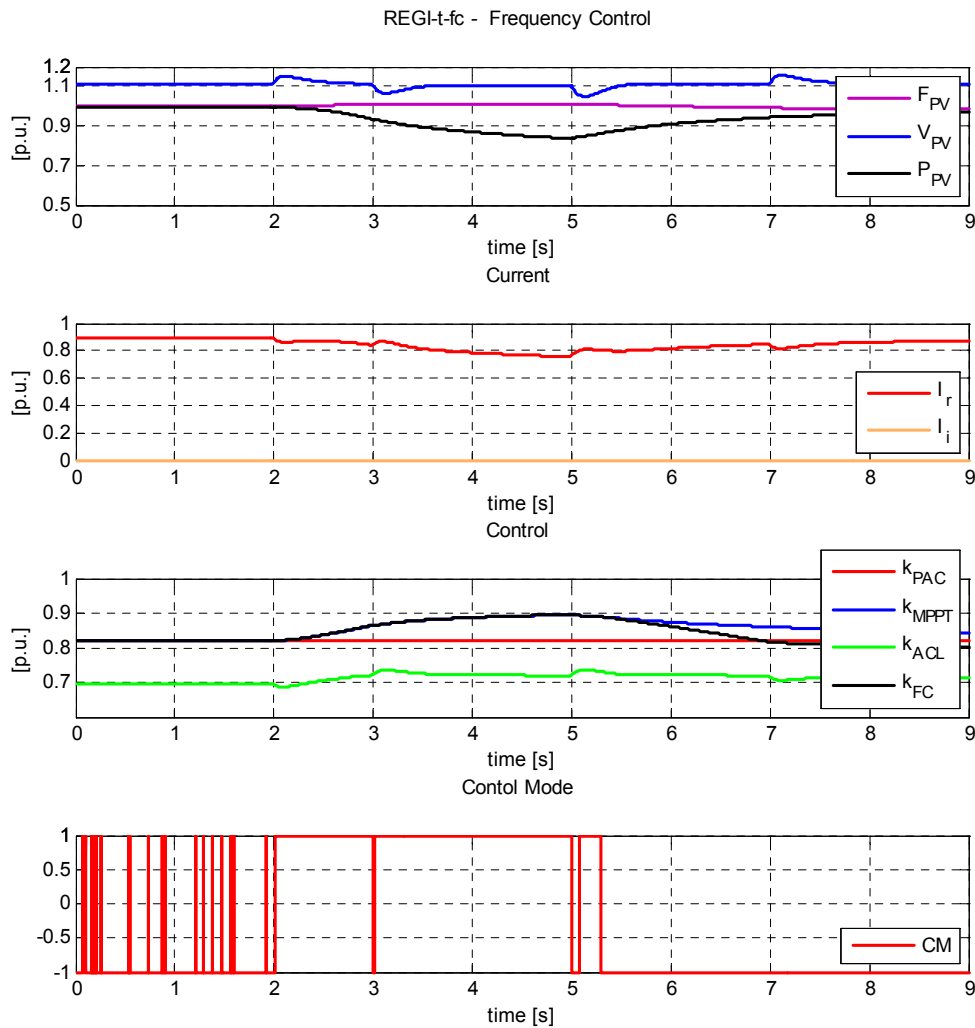 REGI-t-fc - Frequency Control
1.2
1.1
0.9
0.7
0.5
[p.u.]
F_PV
V_PV
P_PV
0 1 2 3 4 5 6 7 8 9
time [s]
Current
1
0.8
0.6
0.4
0.2
0
[p.u.]
I_r
I_i
0 1 2 3 4 5 6 7 8 9
time [s]
Control
1
0.9
0.8
0.7
[p.u.]
k_PAC
k_MPPT
k_ACL
k_FC
0 1 2 3 4 5 6 7 8 9
time [s]
Contol Mode
1
0.5
0
-0.5
-1
[p.u.]
CM
0 1 2 3 4 5 6 7 8 9
time [s]